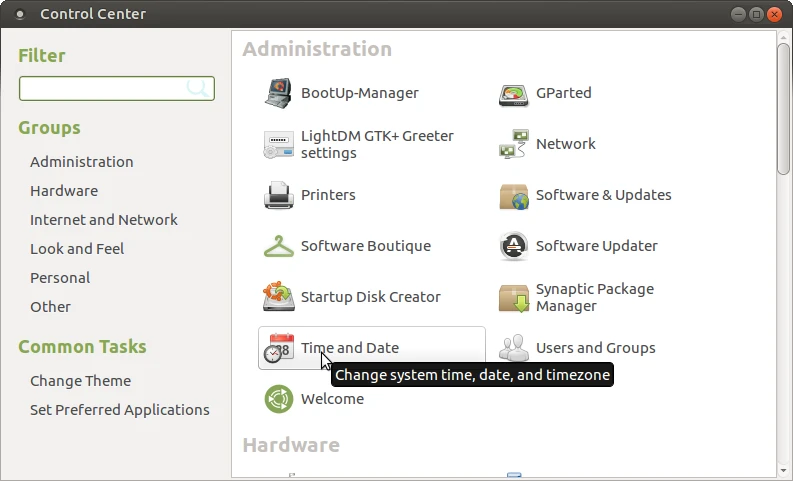 Control Center
Filter
Groups
Administration
Hardware
Internet and Network
Look and Feel
Personal
Other
Common Tasks
Change Theme
Set Preferred Applications
Administration
BootUp-Manager
GParted
LightDM GTK+ Greeter
settings
Network
Printers
Software & Updates
Software Boutique
Software Updater
Startup Disk Creator
Synaptic Package
Manager
Time and Date
Users and Groups
Change system time, date, and timezone
Welcome
Hardware